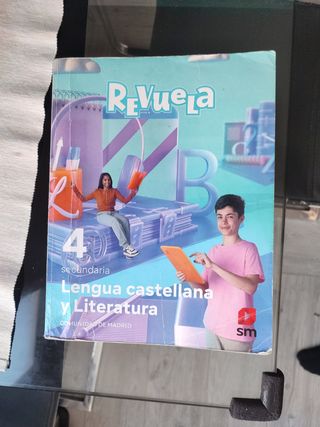 REVUELA
4
secundaria
Lengua castellana
y Literatura
COMUNIDAD DE MADRID
sm
B